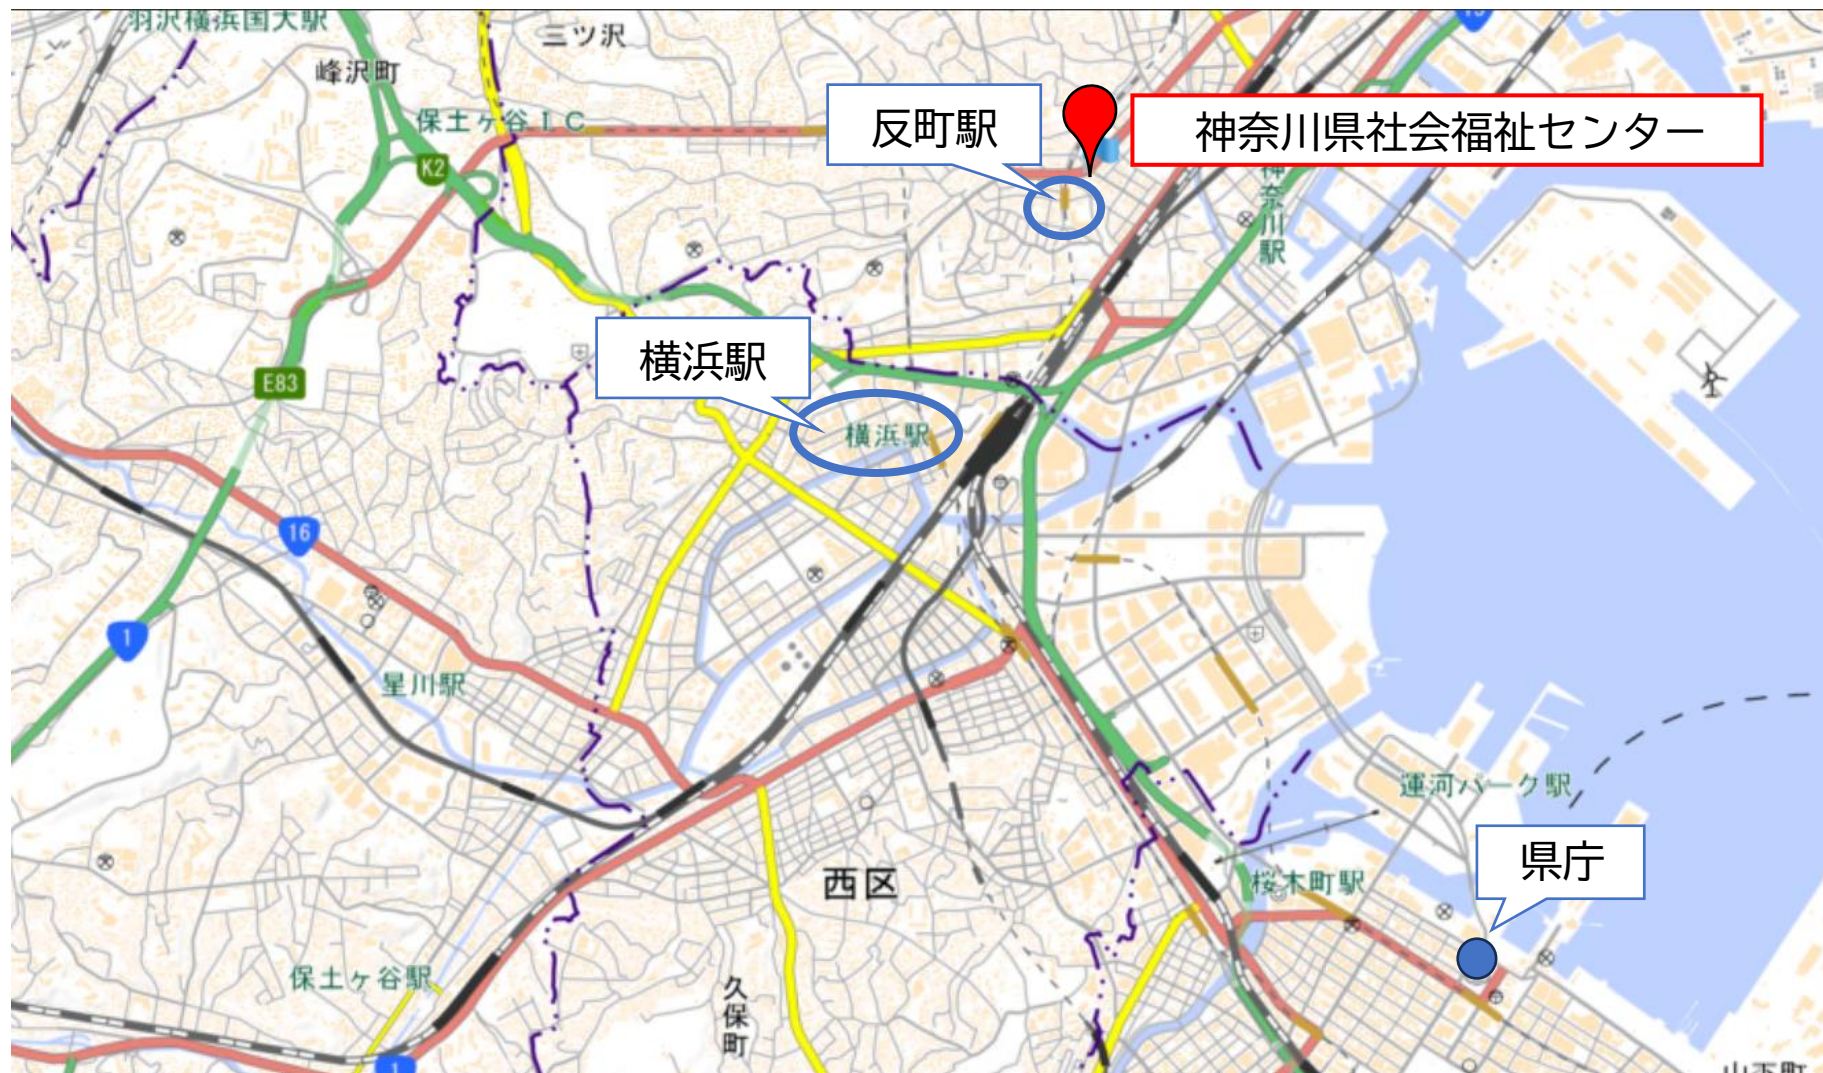 羽沢横浜国大駅
三ツ沢
峰沢町
保土ヶ谷IC
反町駅
神奈川県社会福祉センター
K2
神奈川駅
横浜駅
E83
横浜駅
16
1
星川駅
運河パーク駅
県庁
西区
桜木町駅
保土ヶ谷駅
久保町
1
山下町